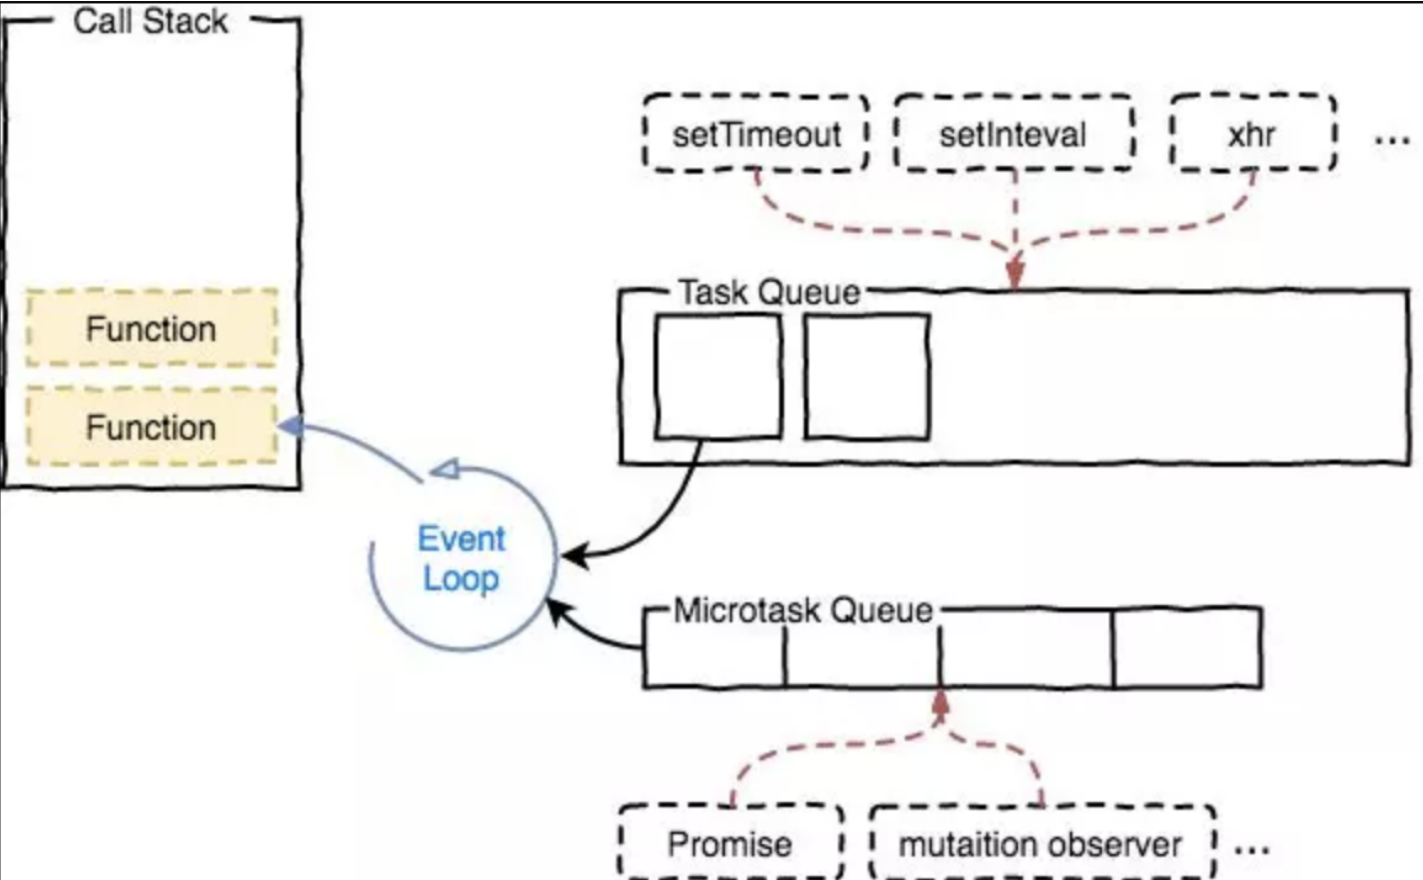 Call Stack
setTimeout
setInteval
xhr
...
Task Queue
Function
Function
Event
Loop
Microtask Queue
Promise
mutaition observer
...